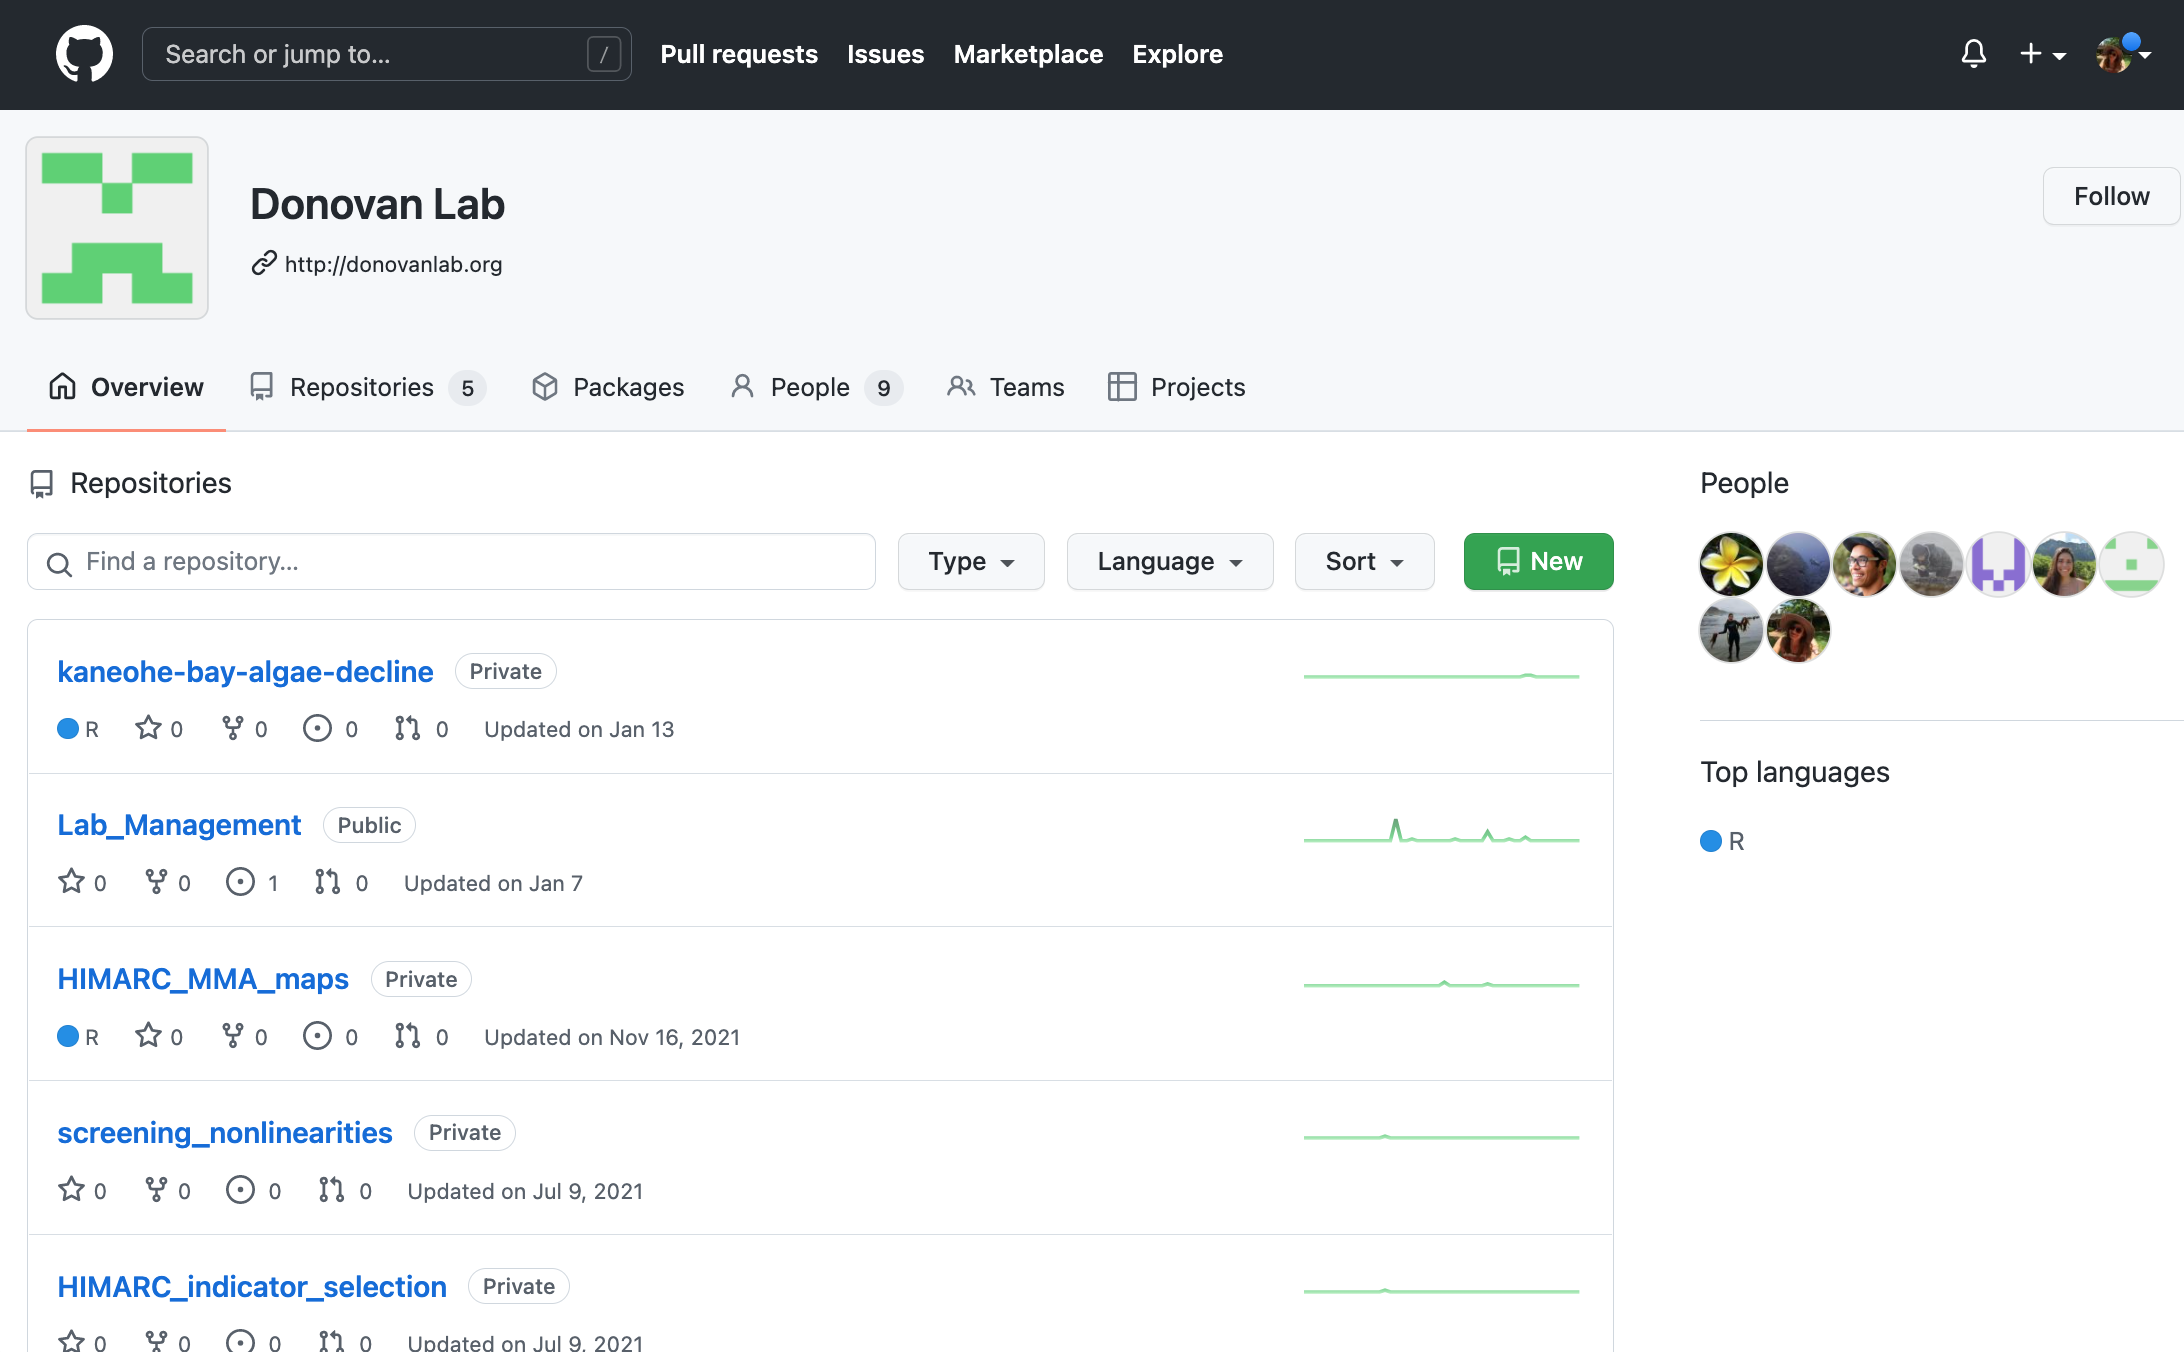 Search or jump to... /
Pull requests Issues Marketplace Explore
Donovan Lab
http://donovanlab.org
Follow
Overview Repositories 5 Packages People 9 Teams Projects
Repositories
Find a repository... Type Language Sort New
kaneohe-bay-algae-decline Private
R 0 0 0 0 Updated on Jan 13
Lab_Management Public
0 0 1 0 Updated on Jan 7
HIMARC_MMA_maps Private
R 0 0 0 0 Updated on Nov 16, 2021
screening_nonlinearities Private
0 0 0 0 Updated on Jul 9, 2021
HIMARC_indicator_selection Private
0 0 0 0 Updated on Jul 9, 2021
People
Top languages
R